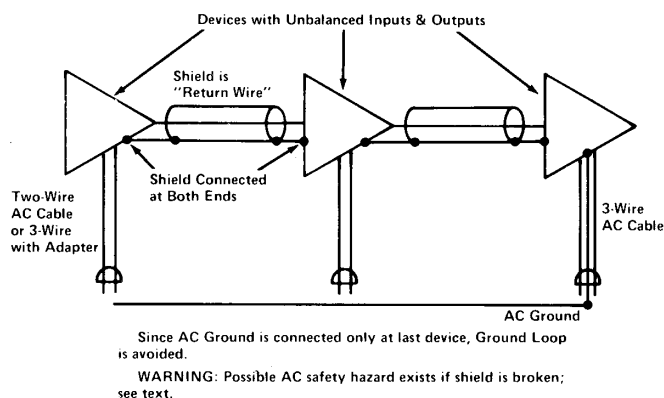 Devices with Unbalanced Inputs & Outputs
Shield is
"Return Wire"
Shield Connected
at Both Ends
Two-Wire
AC Cable
or 3-Wire
with Adapter
3-Wire
AC Cable
AC Ground
Since AC Ground is connected only at last device, Ground Loop
is avoided.
WARNING: Possible AC safety hazard exists if shield is broken;
see text.